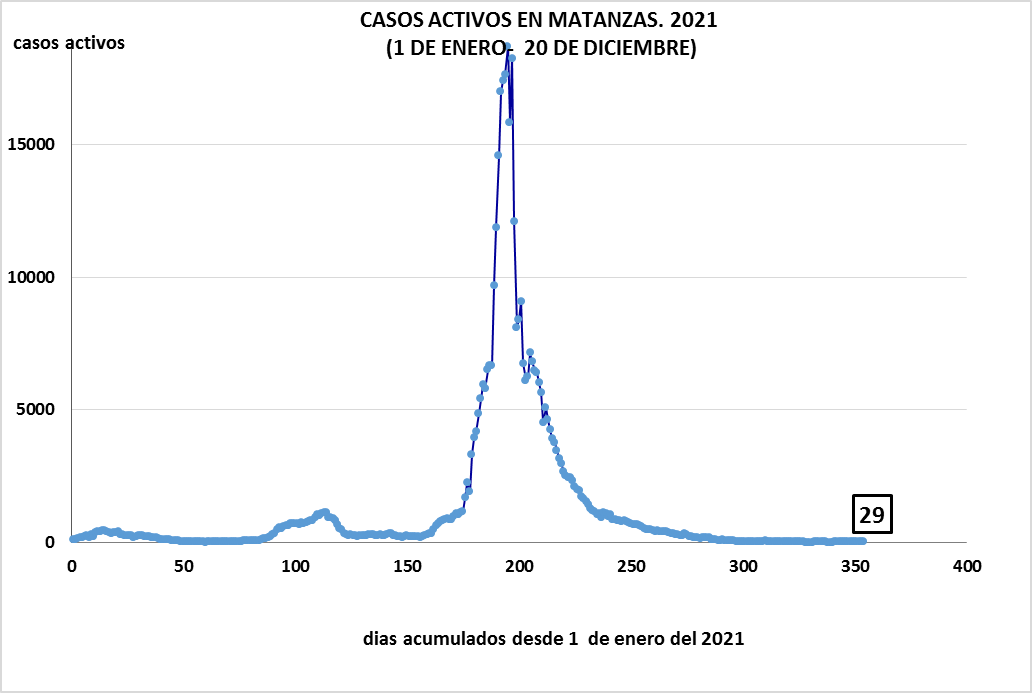 CASOS ACTIVOS EN MATANZAS. 2021
(1 DE ENERO- 20 DE DICIEMBRE)
casos activos
15000
10000
5000
0
29
0 50 100 150 200 250 300 350 400
dias acumulados desde 1 de enero del 2021